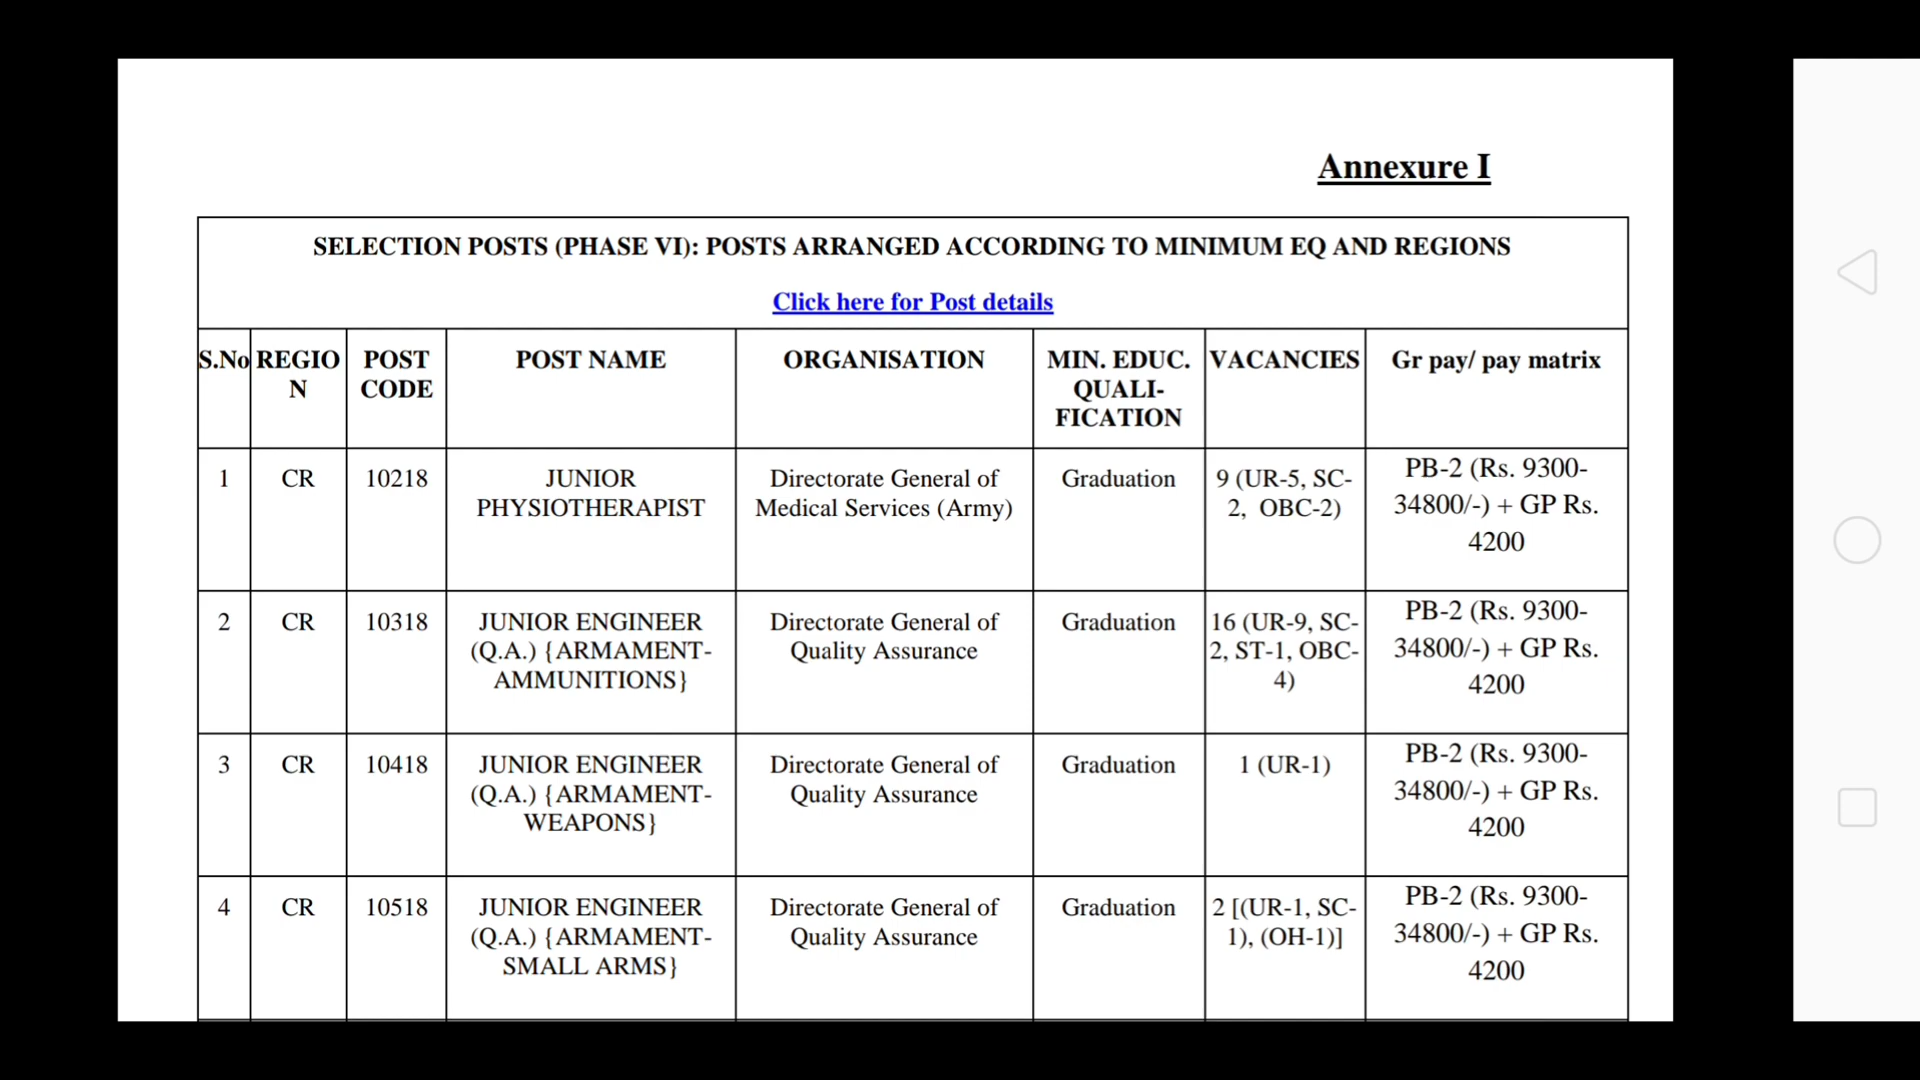 Annexure I
SELECTION POSTS (PHASE VI): POSTS ARRANGED ACCORDING TO MINIMUM EQ AND REGIONS
Click here for Post details
S.No REGIO POST POST NAME ORGANISATION MIN. EDUC. VACANCIES Gr pay/ pay matrix
N CODE QUALI-
FICATION
1 CR 10218 JUNIOR Directorate General of Graduation 9 (UR-5, SC- PB-2 (Rs. 9300-
PHYSIOTHERAPIST Medical Services (Army) 2, OBC-2) 34800/-) + GP Rs.
4200
2 CR 10318 JUNIOR ENGINEER Directorate General of Graduation 16 (UR-9, SC- PB-2 (Rs. 9300-
(Q.A.) {ARMAMENT- Quality Assurance 2, ST-1, OBC- 34800/-) + GP Rs.
AMMUNITIONS} 4) 4200
3 CR 10418 JUNIOR ENGINEER Directorate General of Graduation 1 (UR-1) PB-2 (Rs. 9300-
(Q.A.) {ARMAMENT- Quality Assurance 34800/-) + GP Rs.
WEAPONS} 4200
4 CR 10518 JUNIOR ENGINEER Directorate General of Graduation 2 [(UR-1, SC- PB-2 (Rs. 9300-
(Q.A.) {ARMAMENT- Quality Assurance 1), (OH-1)] 34800/-) + GP Rs.
SMALL ARMS} 4200